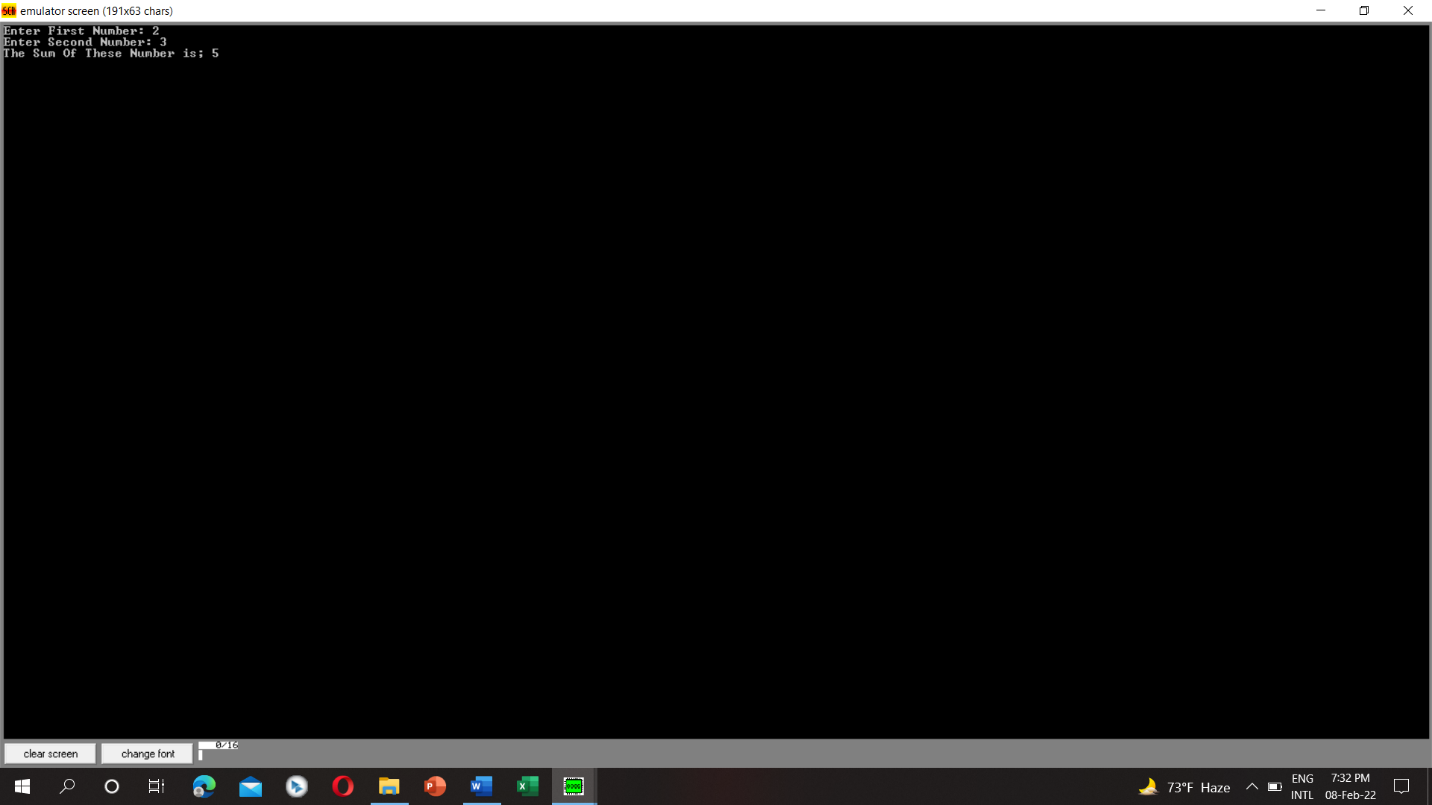 emulator screen (191x63 chars)
Enter First Number: 2
Enter Second Number: 3
The Sum Of These Number is; 5
clear screen
change font
0/16
73°F Haze
ENG
INTL
7:32 PM
08-Feb-22